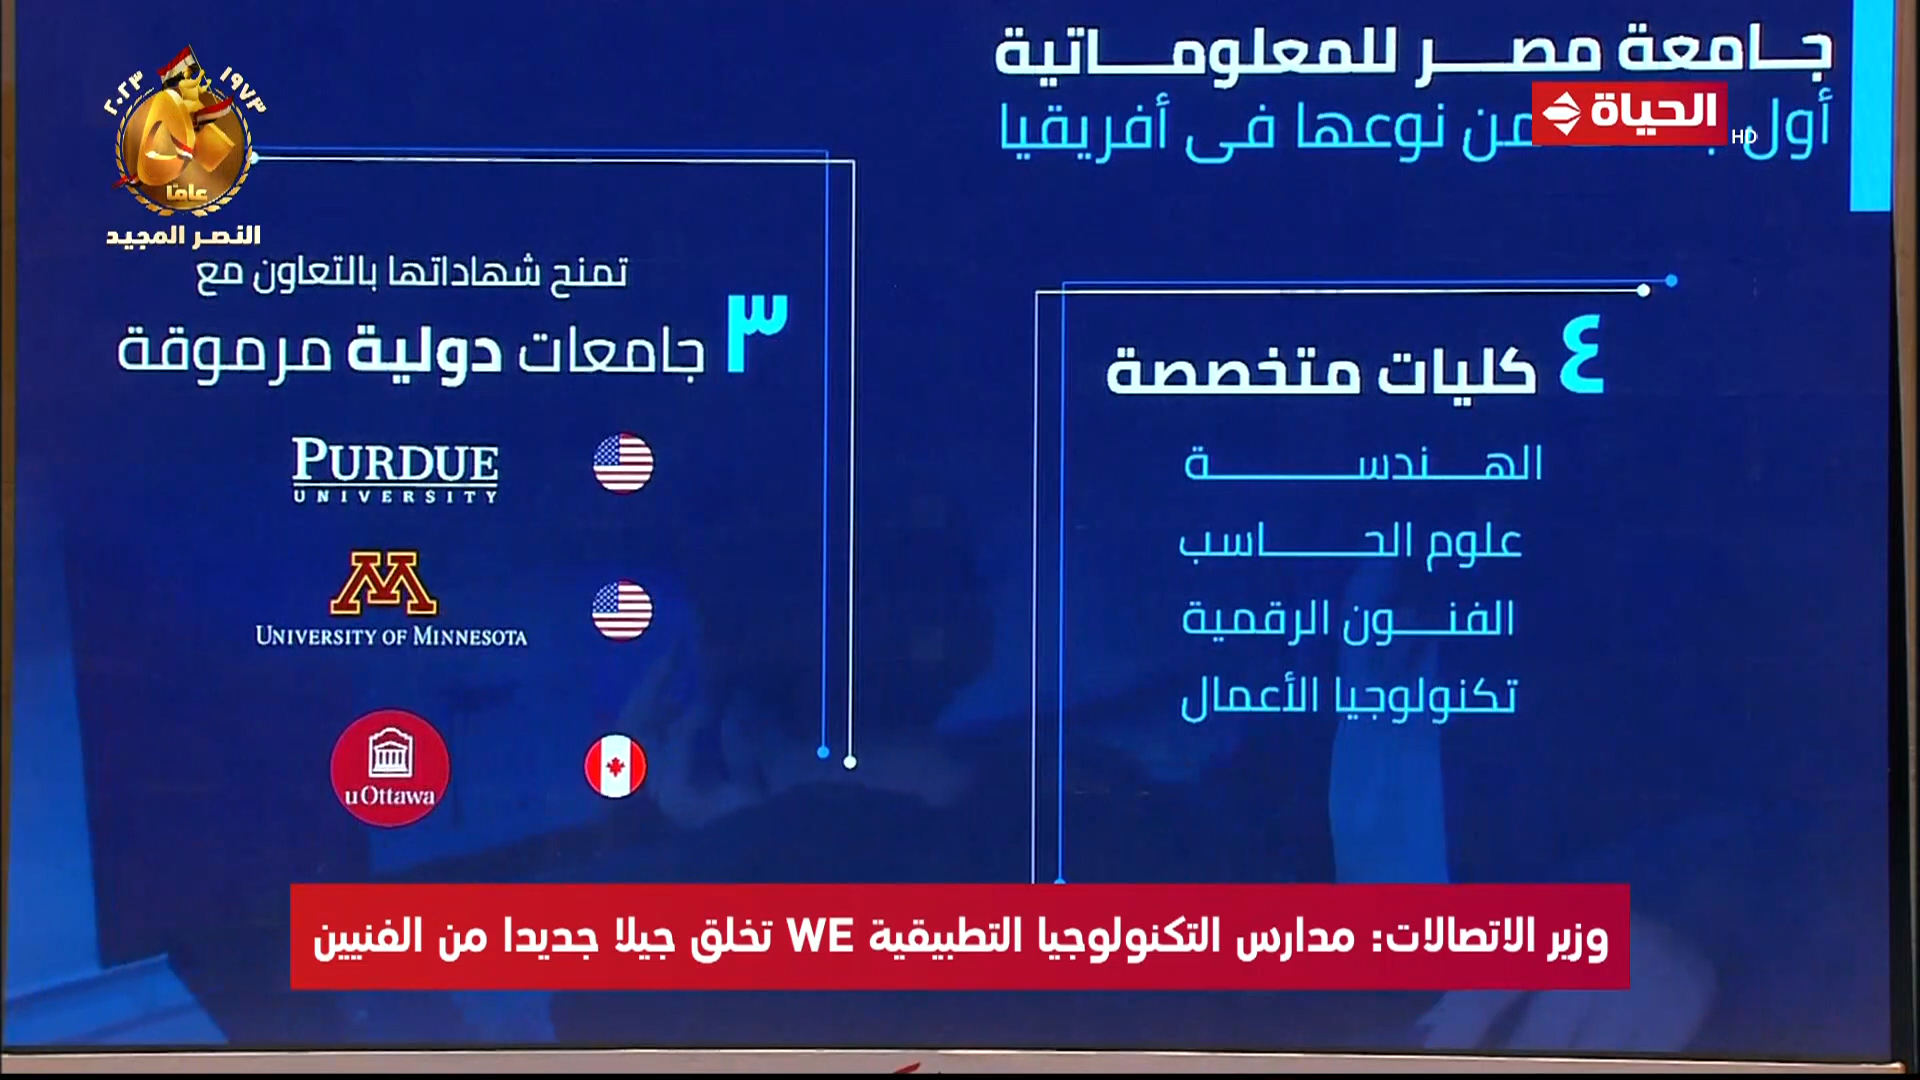 جامعة مصر للمعلوماتية
أول من نوعها فى أفريقيا
الحياة
HD
١٩٧٣
٢٠٢٣
عاما
النصر المجيد
٤ كليات متخصصة
الهندسة
علوم الحاسب
الفنون الرقمية
تكنولوجيا الأعمال
تمنح شهاداتها بالتعاون مع
٣ جامعات دولية مرموقة
PURDUE
UNIVERSITY
M
UNIVERSITY OF MINNESOTA
uOttawa
وزير الاتصالات: مدارس التكنولوجيا التطبيقية WE تخلق جيلا جديدا من الفنيين